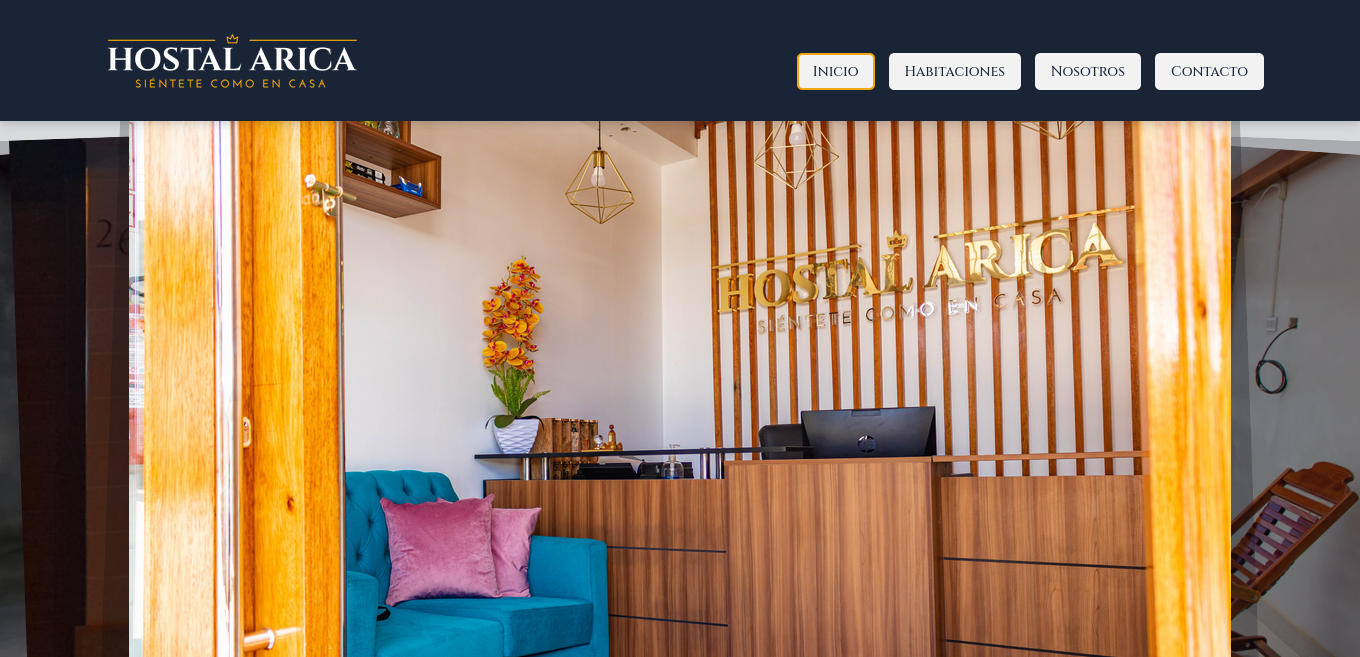 HOSTAL ARICA
SIÉNTETE COMO EN CASA
Inicio
Habitaciones
Nosotros
Contacto
HOSTAL ARICA
SIÉNTETE COMO EN CASA